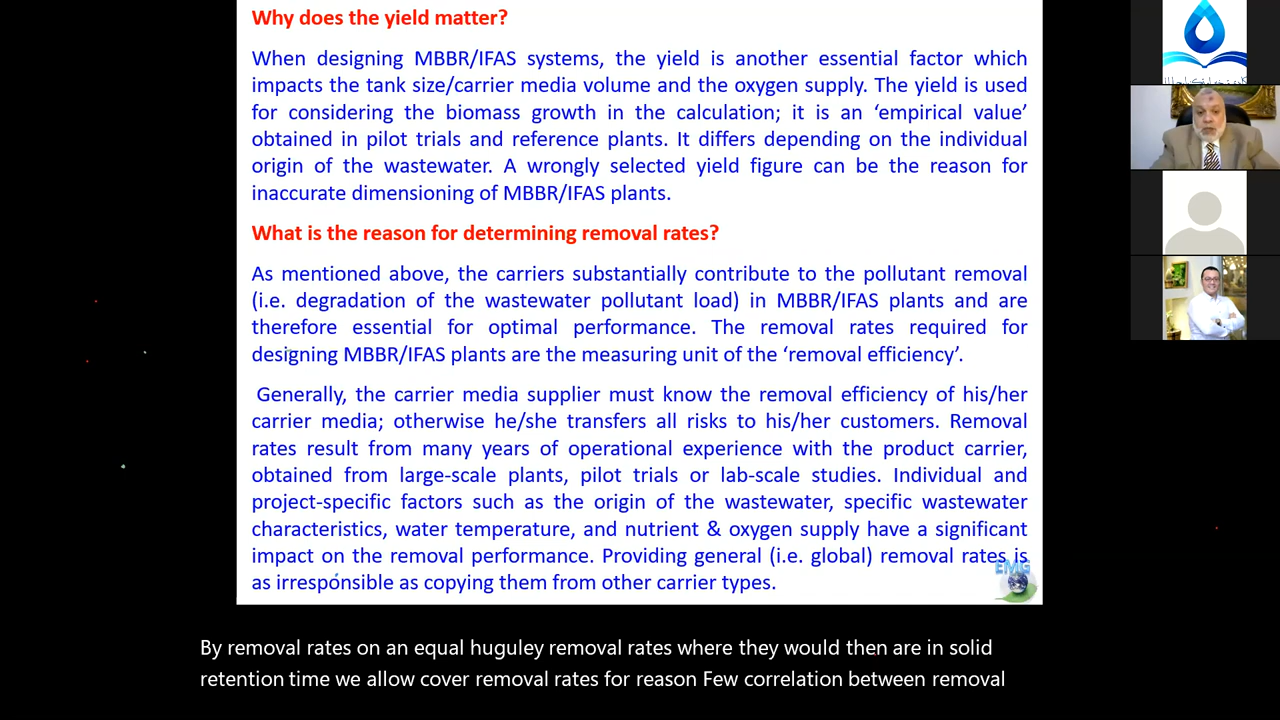 Why does the yield matter?
When designing MBBR/IFAS systems, the yield is another essential factor which
impacts the tank size/carrier media volume and the oxygen supply. The yield is used
for considering the biomass growth in the calculation; it is an ‘empirical value’
obtained in pilot trials and reference plants. It differs depending on the individual
origin of the wastewater. A wrongly selected yield figure can be the reason for
inaccurate dimensioning of MBBR/IFAS plants.
What is the reason for determining removal rates?
As mentioned above, the carriers substantially contribute to the pollutant removal
(i.e. degradation of the wastewater pollutant load) in MBBR/IFAS plants and are
therefore essential for optimal performance. The removal rates required for
designing MBBR/IFAS plants are the measuring unit of the ‘removal efficiency’.
Generally, the carrier media supplier must know the removal efficiency of his/her
carrier media; otherwise he/she transfers all risks to his/her customers. Removal
rates result from many years of operational experience with the product carrier,
obtained from large-scale plants, pilot trials or lab-scale studies. Individual and
project-specific factors such as the origin of the wastewater, specific wastewater
characteristics, water temperature, and nutrient & oxygen supply have a significant
impact on the removal performance. Providing general (i.e. global) removal rates is
as irresponsible as copying them from other carrier types.
EMG
By removal rates on an equal huguley removal rates where they would then are in solid
retention time we allow cover removal rates for reason Few correlation between removal